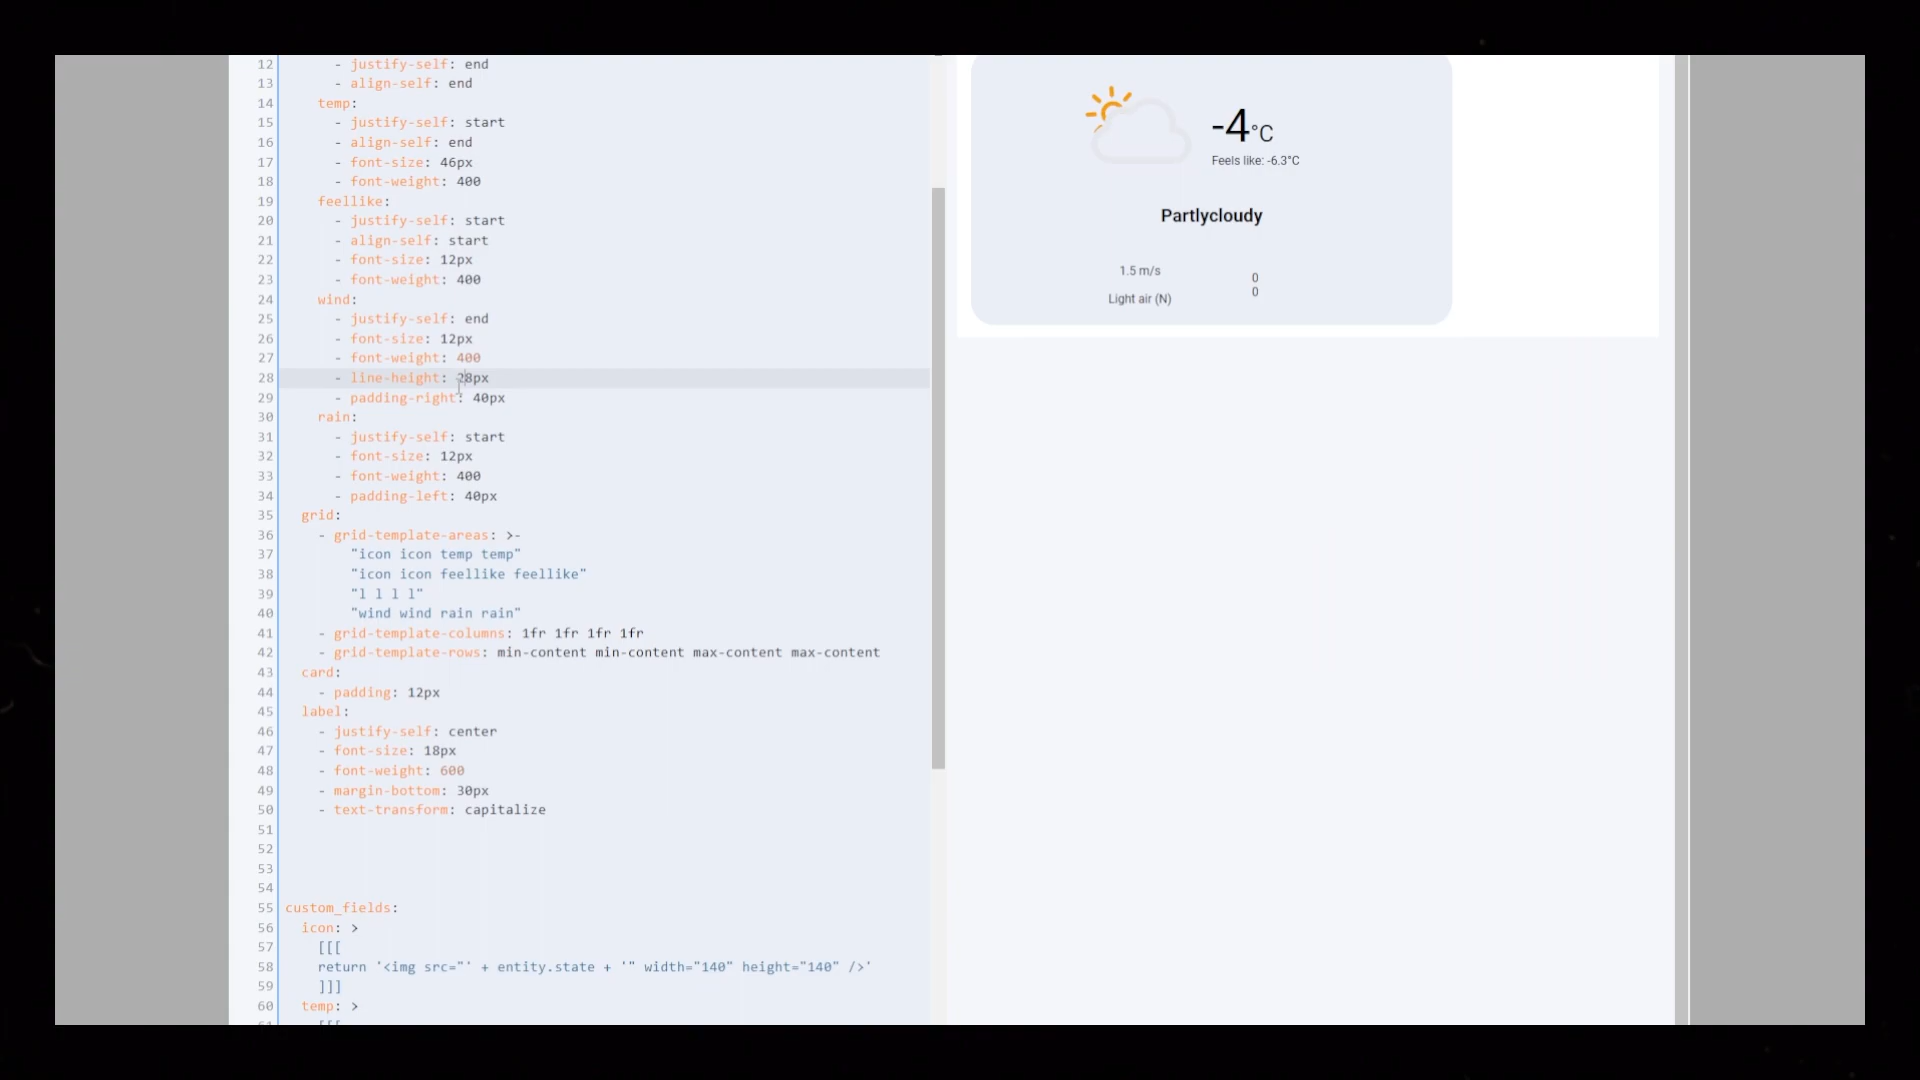 12 - justify-self: end
13 - align-self: end
14 temp:
15 - justify-self: start
16 - align-self: end
17 - font-size: 46px
18 - font-weight: 400
19 feellike:
20 - justify-self: start
21 - align-self: start
22 - font-size: 12px
23 - font-weight: 400
24 wind:
25 - justify-self: end
26 - font-size: 12px
27 - font-weight: 400
28 - line-height: 28px
29 - padding-right: 40px
30 rain:
31 - justify-self: start
32 - font-size: 12px
33 - font-weight: 400
34 - padding-left: 40px
35 grid:
36 - grid-template-areas: >-
37 "icon icon temp temp"
38 "icon icon feellike feellike"
39 "l l l l"
40 "wind wind rain rain"
41 - grid-template-columns: 1fr 1fr 1fr 1fr
42 - grid-template-rows: min-content min-content max-content max-content
43 card:
44 - padding: 12px
45 label:
46 - justify-self: center
47 - font-size: 18px
48 - font-weight: 600
49 - margin-bottom: 30px
50 - text-transform: capitalize
51
52
53
54
55 custom_fields:
56 icon: >
57 [[[
58 return '<img src="' + entity.state + '" width="140" height="140" />'
59 ]]]
60 temp: >
-4°C
Feels like: -6.3°C
Partlycloudy
1.5 m/s
Light air (N)
0
0